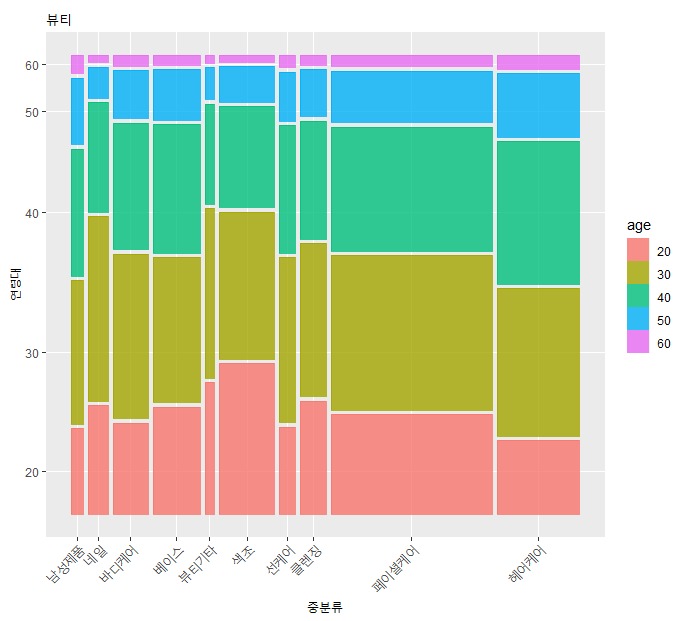 뷰티
60
50
40
30
20
연령대
남성제품
네일
바디케어
베이스
뷰티기타
색조
선케어
클렌징
페이셜케어
헤어케어
중분류
age
20
30
40
50
60